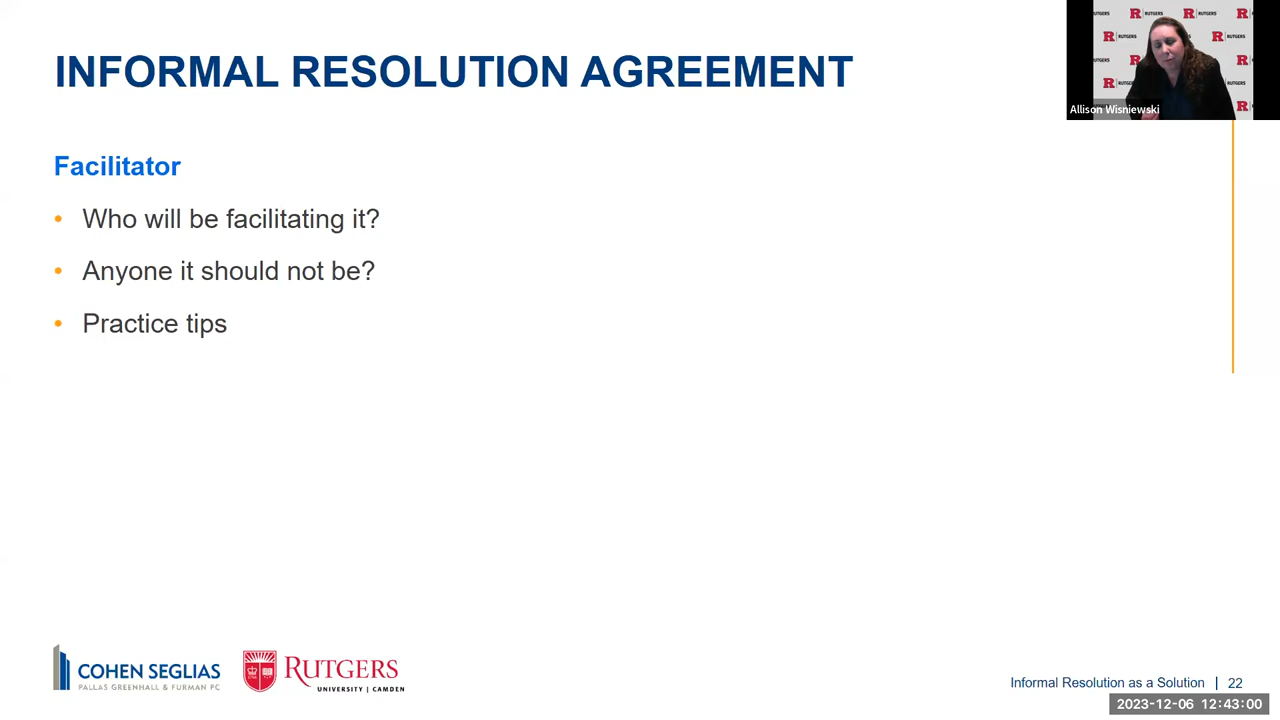 INFORMAL RESOLUTION AGREEMENT
Allison Wisniewski
Facilitator
• Who will be facilitating it?
• Anyone it should not be?
• Practice tips
COHEN SEGLIAS
PALLAS GREENHALL & FURMAN PC
RUTGERS
UNIVERSITY | CAMDEN
Informal Resolution as a Solution | 22
2023-12-06 12:43:00